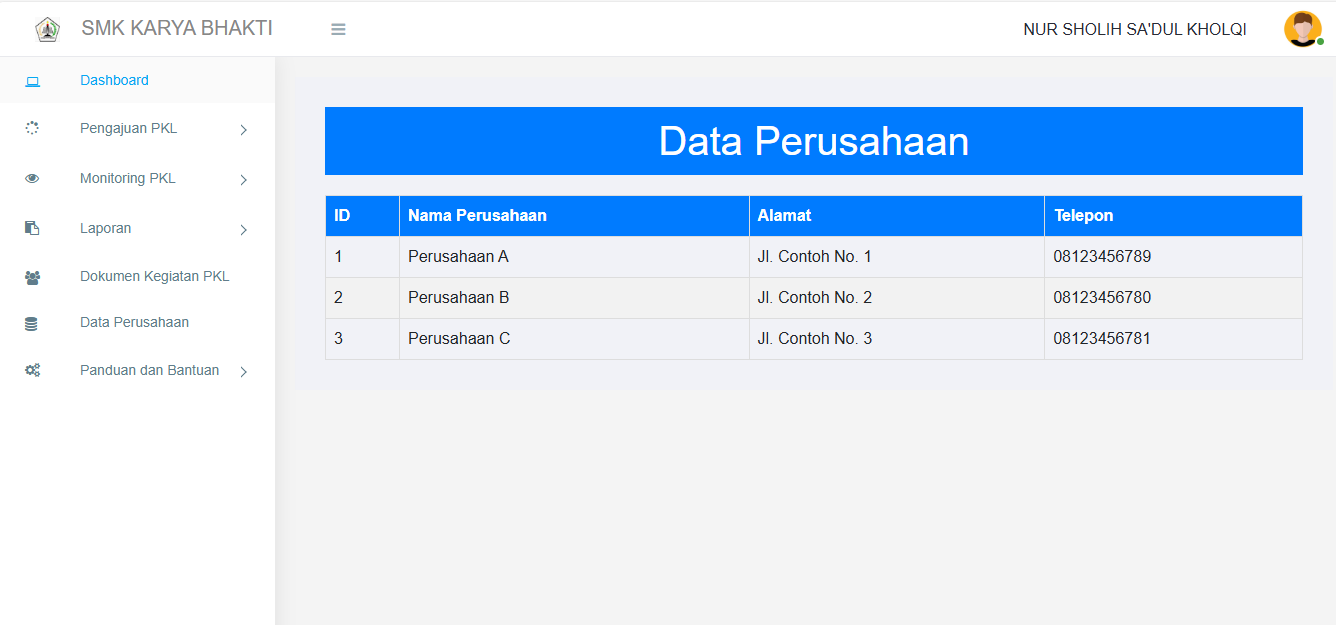 SMK KARYA BHAKTI
NUR SHOLIH SA'DUL KHOLQI
Dashboard
Pengajuan PKL
Monitoring PKL
Laporan
Dokumen Kegiatan PKL
Data Perusahaan
Panduan dan Bantuan
Data Perusahaan
ID Nama Perusahaan Alamat Telepon
1 Perusahaan A Jl. Contoh No. 1 08123456789
2 Perusahaan B Jl. Contoh No. 2 08123456780
3 Perusahaan C Jl. Contoh No. 3 08123456781